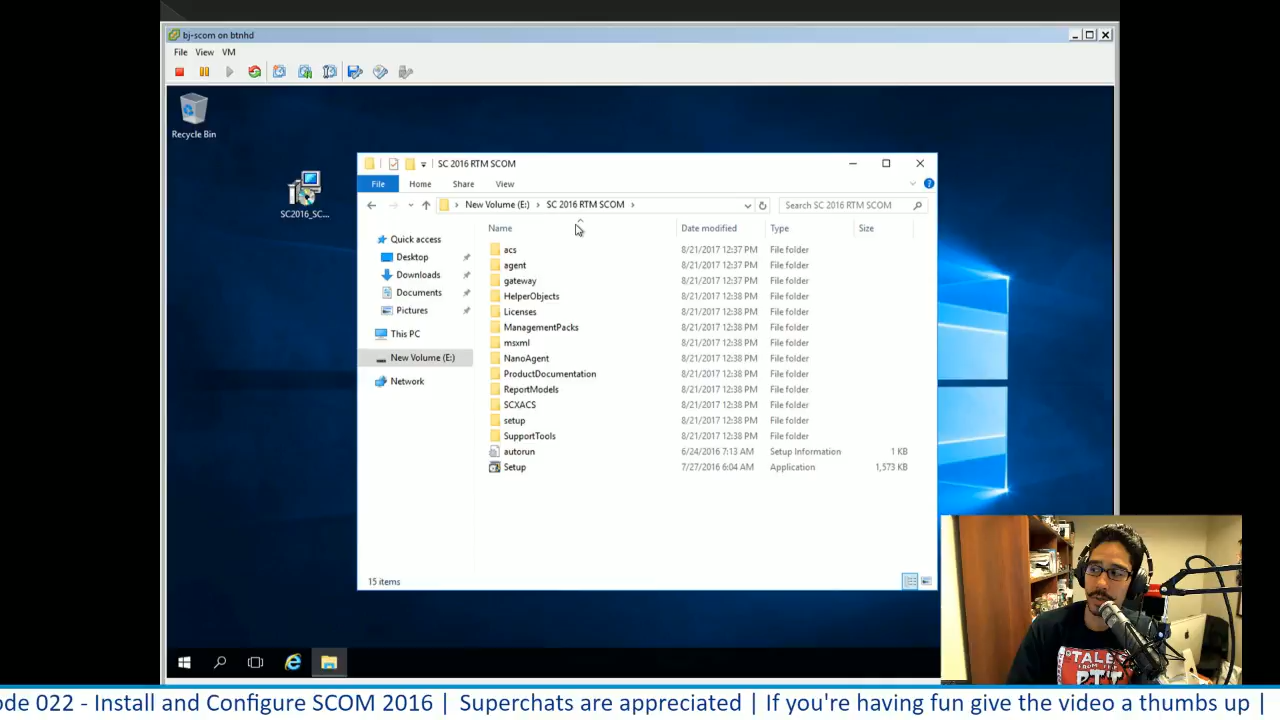 bj-scom on btnhd
File View VM
Recycle Bin
SC2016_SC...
SC 2016 RTM SCOM
File Home Share View
New Volume (E:) SC 2016 RTM SCOM
Search SC 2016 RTM SCOM
Name Date modified Type Size
Quick access
Desktop
Downloads
Documents
Pictures
This PC
New Volume (E:)
Network
acs 8/21/2017 12:37 PM File folder
agent 8/21/2017 12:37 PM File folder
gateway 8/21/2017 12:37 PM File folder
HelperObjects 8/21/2017 12:38 PM File folder
Licenses 8/21/2017 12:38 PM File folder
ManagementPacks 8/21/2017 12:38 PM File folder
msxml 8/21/2017 12:38 PM File folder
NanoAgent 8/21/2017 12:38 PM File folder
ProductDocumentation 8/21/2017 12:38 PM File folder
ReportModels 8/21/2017 12:38 PM File folder
SCXACS 8/21/2017 12:38 PM File folder
setup 8/21/2017 12:38 PM File folder
SupportTools 8/21/2017 12:38 PM File folder
autorun 6/24/2016 7:13 AM Setup Information 1 KB
Setup 7/27/2016 6:04 AM Application 1,573 KB
15 items
TALES
FROM THE
PIT
ode 022 - Install and Configure SCOM 2016 | Superchats are appreciated | If you're having fun give the video a thumbs up |